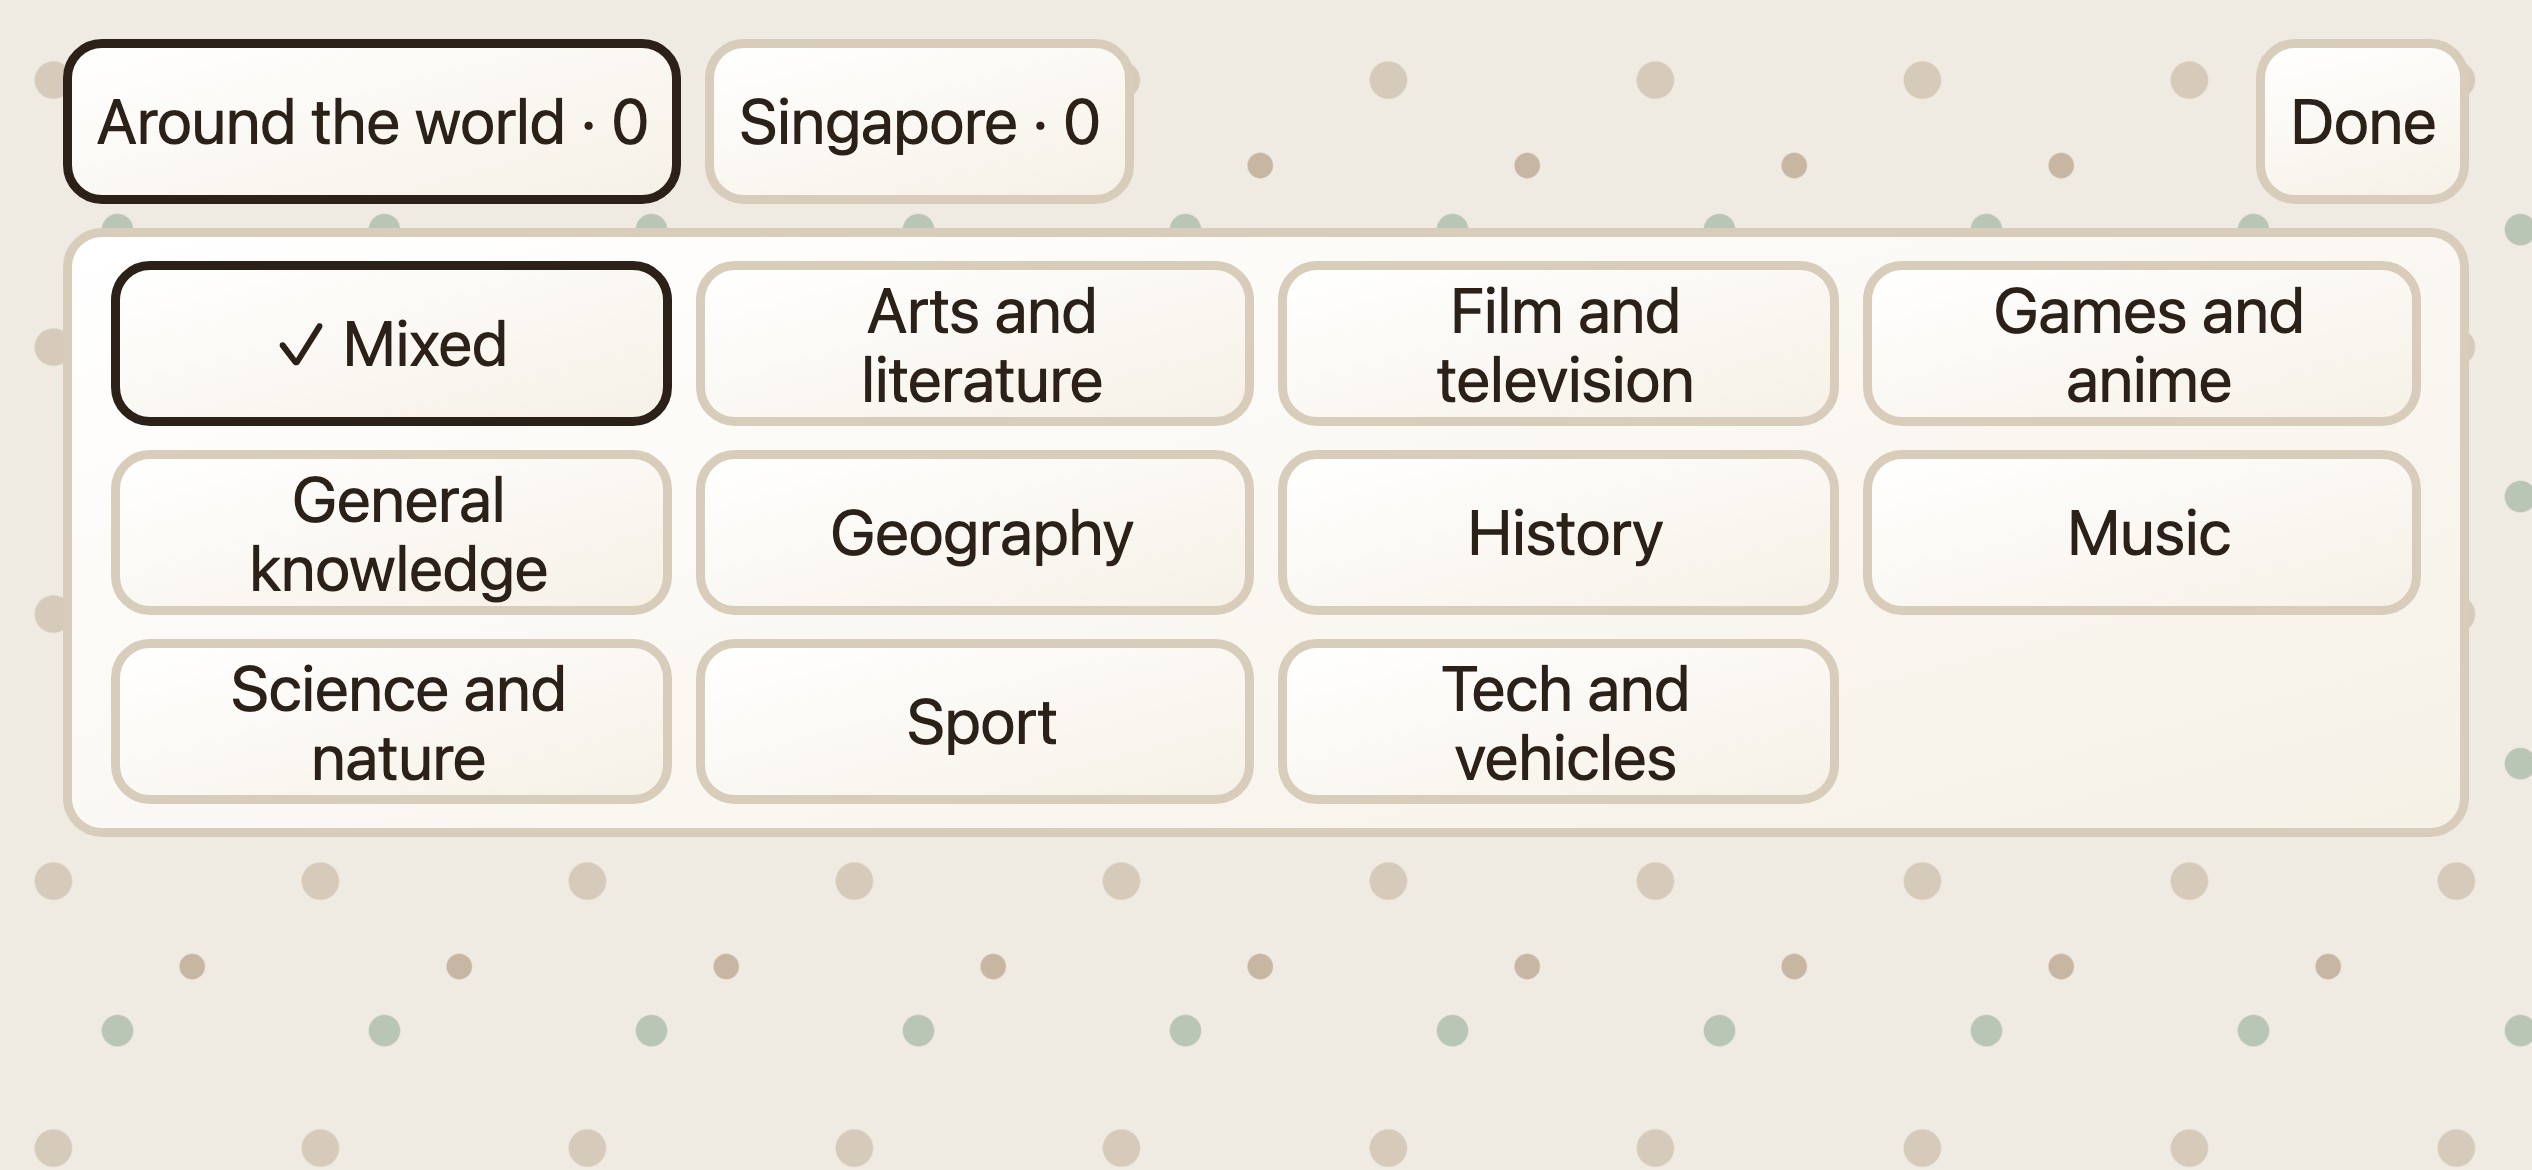 Around the world · 0
Singapore · 0
Done
✓ Mixed
Arts and
literature
Film and
television
Games and
anime
General
knowledge
Geography
History
Music
Science and
nature
Sport
Tech and
vehicles